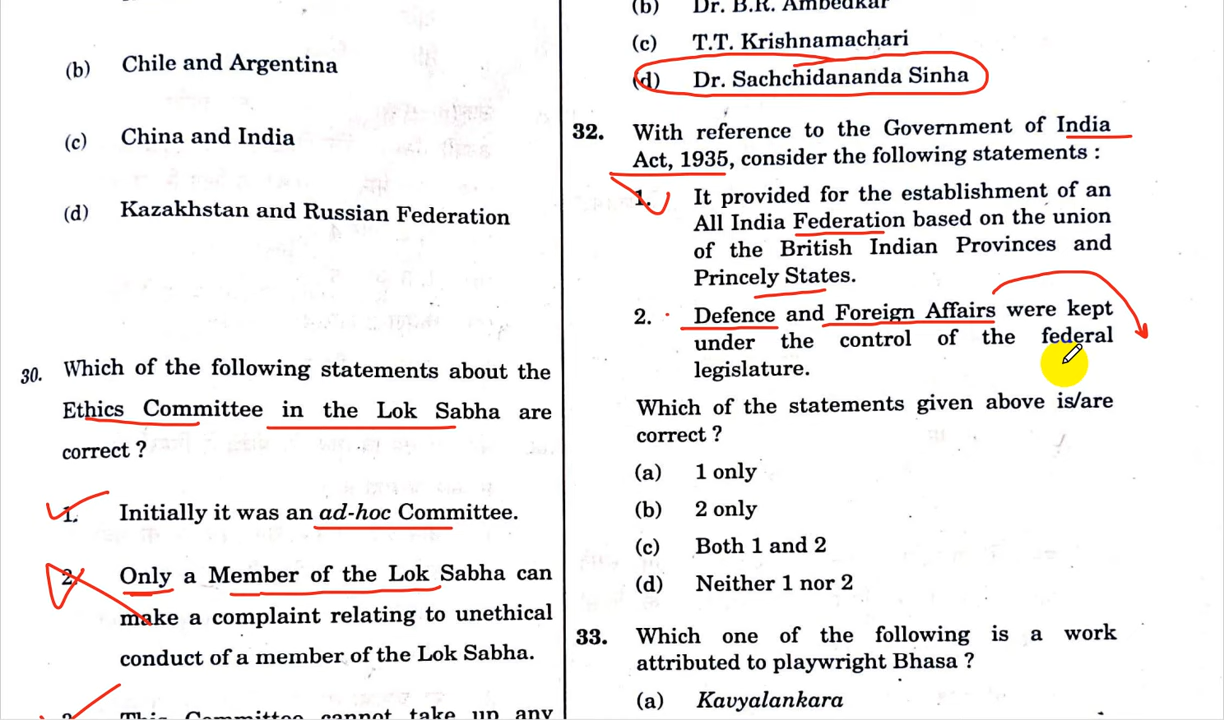 (b) Chile and Argentina
(c) China and India
(d) Kazakhstan and Russian Federation
30. Which of the following statements about the
Ethics Committee in the Lok Sabha are
correct ?
1. Initially it was an ad-hoc Committee.
2. Only a Member of the Lok Sabha can
make a complaint relating to unethical
conduct of a member of the Lok Sabha.
3. This Committee cannot take up any
(b) Dr. B.R. Ambedkar
(c) T.T. Krishnamachari
(d) Dr. Sachchidananda Sinha
32. With reference to the Government of India
Act, 1935, consider the following statements :
1. It provided for the establishment of an
All India Federation based on the union
of the British Indian Provinces and
Princely States.
2. Defence and Foreign Affairs were kept
under the control of the federal
legislature.
Which of the statements given above is/are
correct ?
(a) 1 only
(b) 2 only
(c) Both 1 and 2
(d) Neither 1 nor 2
33. Which one of the following is a work
attributed to playwright Bhasa ?
(a) Kavyalankara